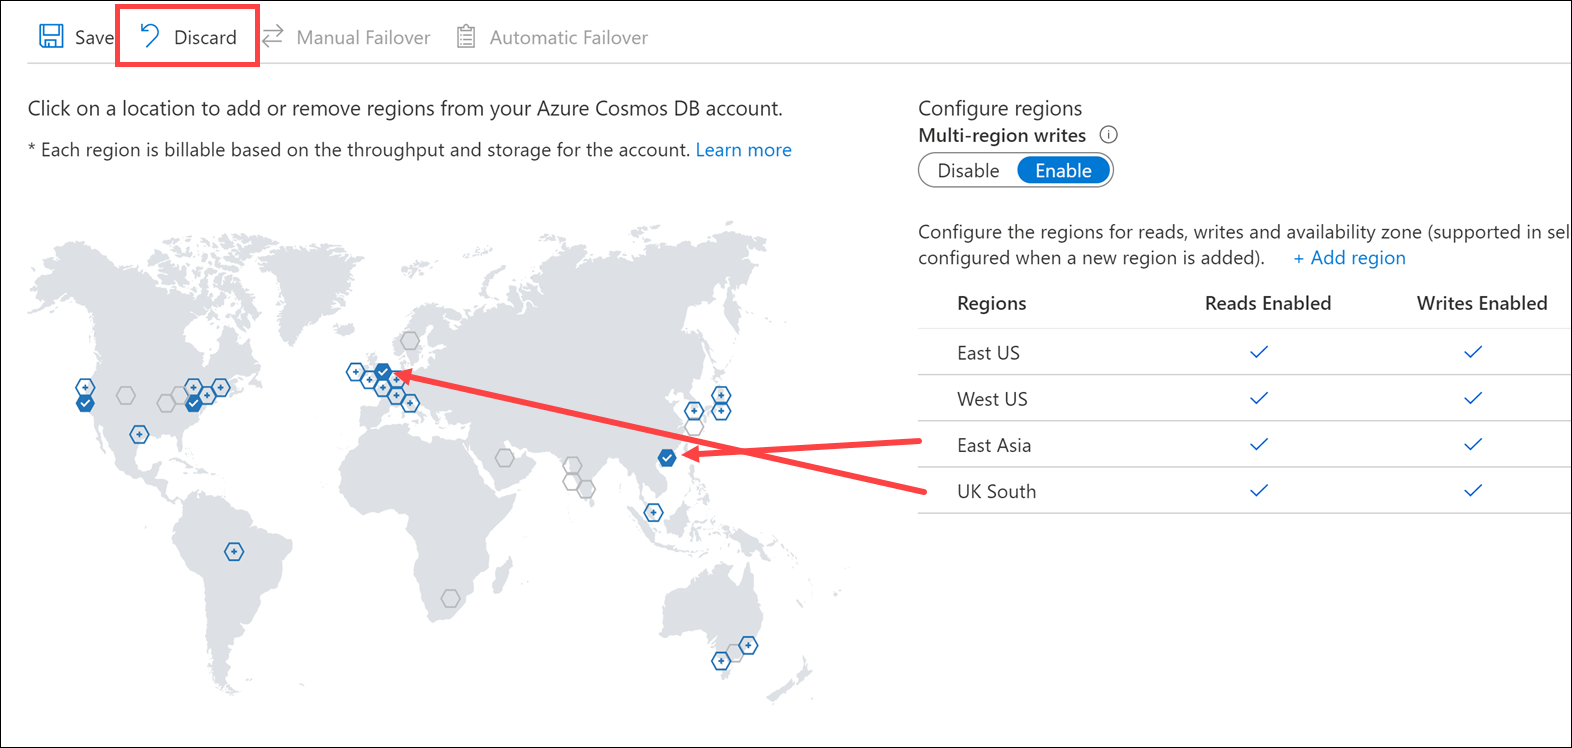 Save Discard Manual Failover Automatic Failover
Click on a location to add or remove regions from your Azure Cosmos DB account.
* Each region is billable based on the throughput and storage for the account. Learn more
Configure regions
Multi-region writes
Disable Enable
Configure the regions for reads, writes and availability zone (supported in sel
configured when a new region is added). + Add region
Regions Reads Enabled Writes Enabled
East US
West US
East Asia
UK South